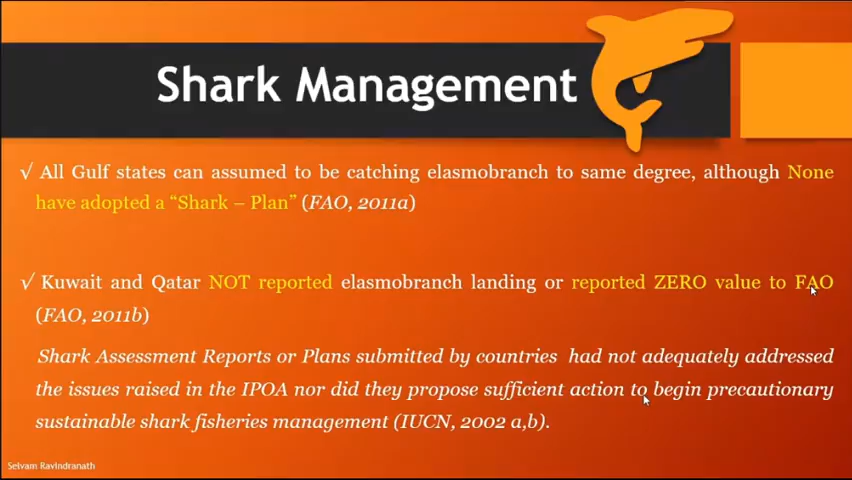 Shark Management
√ All Gulf states can assumed to be catching elasmobranch to same degree, although None
have adopted a “Shark – Plan” (FAO, 2011a)
√ Kuwait and Qatar NOT reported elasmobranch landing or reported ZERO value to FAO
(FAO, 2011b)
Shark Assessment Reports or Plans submitted by countries had not adequately addressed
the issues raised in the IPOA nor did they propose sufficient action to begin precautionary
sustainable shark fisheries management (IUCN, 2002 a,b).
Selvam Ravindranath